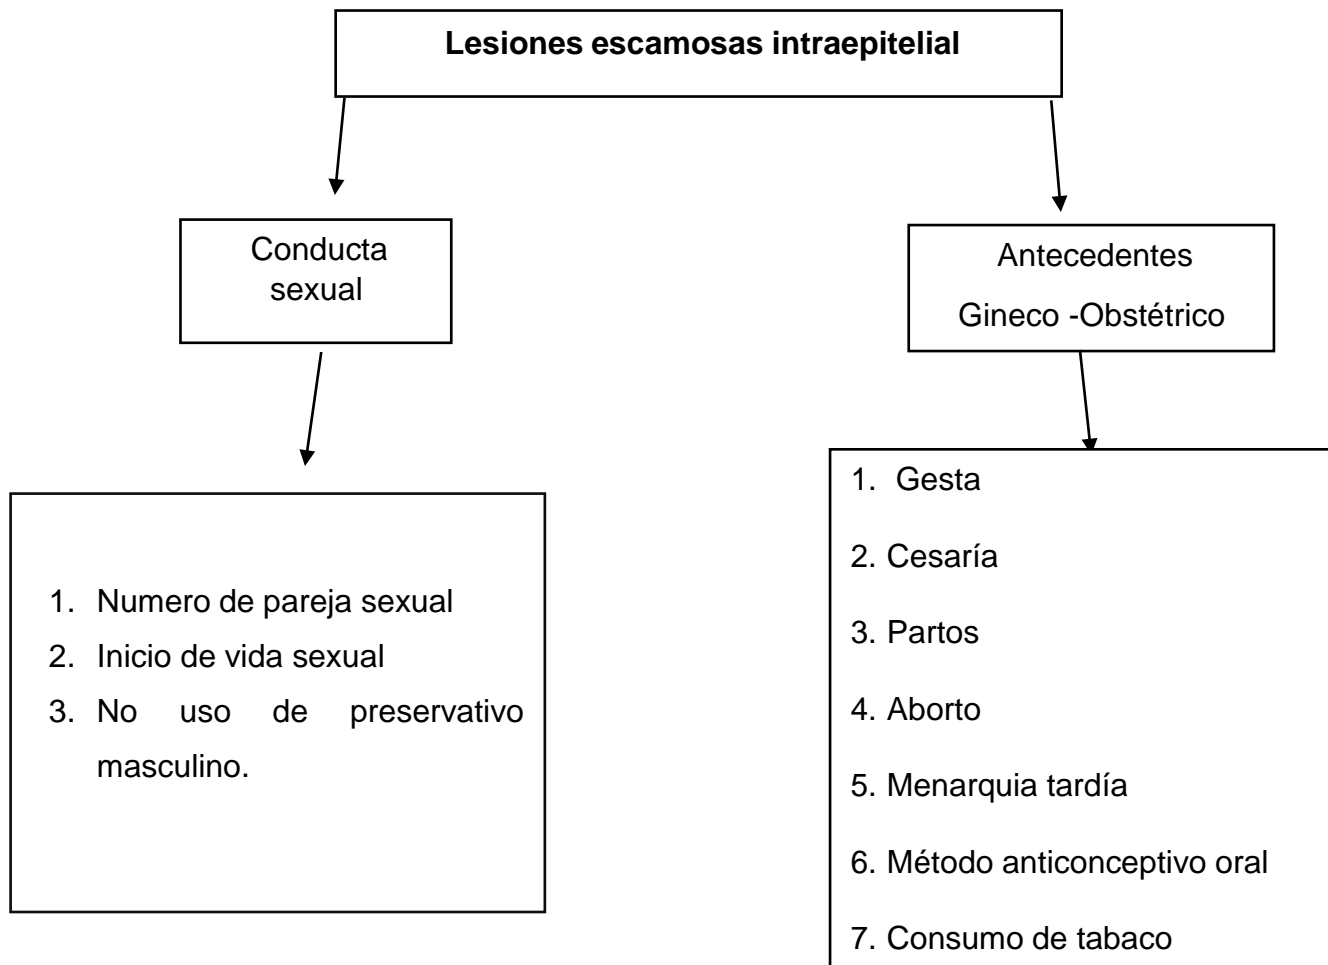 Lesiones escamosas intraepitelial
Conducta
sexual
Antecedentes
Gineco -Obstétrico
1. Numero de pareja sexual
2. Inicio de vida sexual
3. No uso de preservativo
masculino.
1. Gesta
2. Cesaría
3. Partos
4. Aborto
5. Menarquia tardía
6. Método anticonceptivo oral
7. Consumo de tabaco